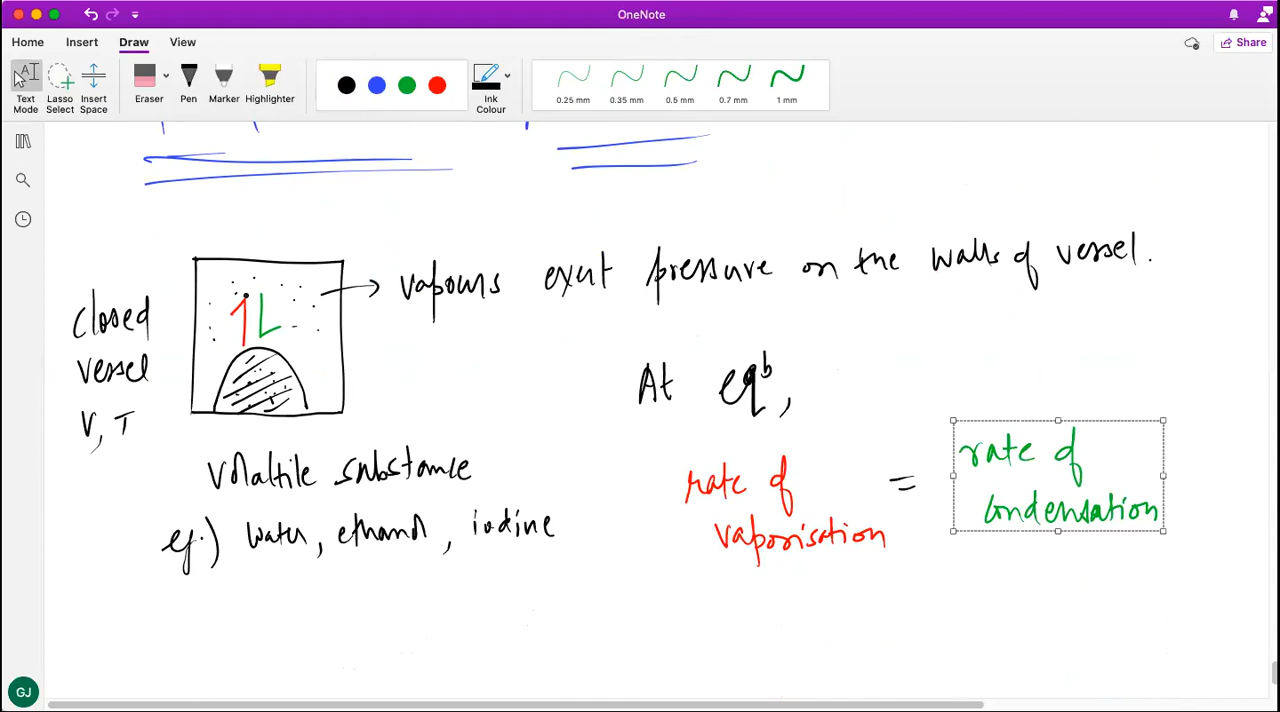 OneNote
Home Insert Draw View
Share
Text Mode
Lasso Select
Insert Space
Eraser
Pen
Marker
Highlighter
Ink Colour
0.25 mm
0.35 mm
0.5 mm
0.7 mm
1 mm
closed
vessel
V, T
vapours exert pressure on the walls of vessel.
At eqᵇ,
rate of
vaporisation
=
rate of
condensation
volatile substance
eg.) water, ethanol, iodine
GJ